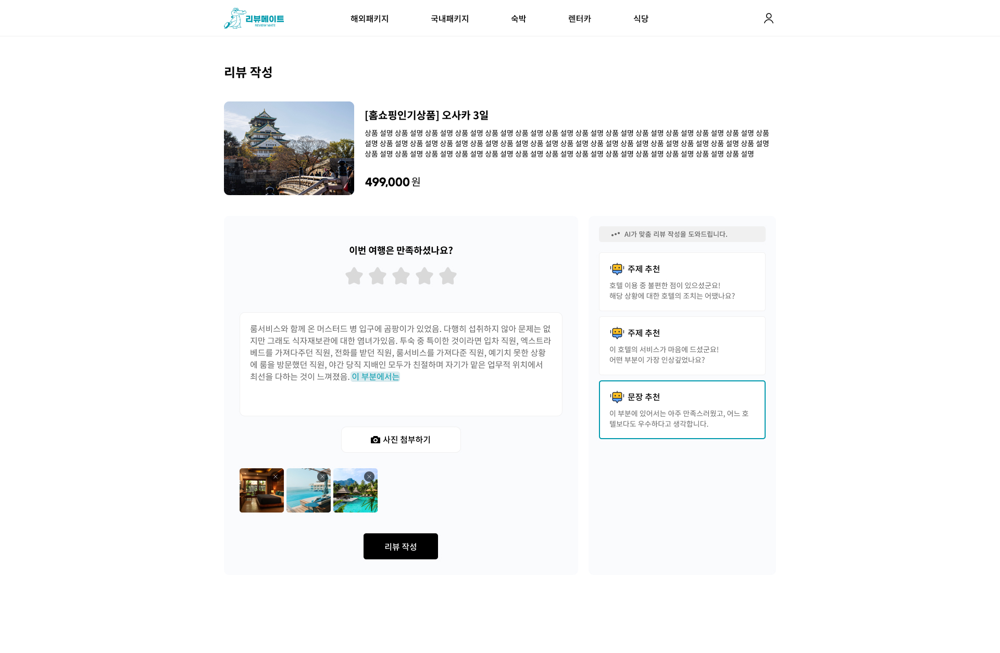 리뷰메이트
REVIEW MATE
해외패키지
국내패키지
숙박
렌터카
식당
리뷰 작성
[홈쇼핑인기상품] 오사카 3일
상품 설명 상품 설명 상품 설명 상품 설명 상품 설명 상품 설명 상품 설명 상품 설명 상품 설명 상품 설명 상품 설명 상품 설명 상품 설명 상품
설명 상품 설명 상품 설명 상품 설명 상품 설명 상품 설명 상품 설명 상품 설명 상품 설명 상품 설명 상품 설명 상품 설명 상품 설명 상품 설명
상품 설명 상품 설명 상품 설명 상품 설명 상품 설명 상품 설명 상품 설명 상품 설명 상품 설명 상품 설명 상품 설명 상품 설명 상품 설명
499,000 원
이번 여행은 만족하셨나요?
룸서비스와 함께 온 머스터드 병 입구에 곰팡이가 있었음. 다행히 섭취하지 않아 문제는 없
지만 그래도 식자재보관에 대한 염녀가있음. 투숙 중 특이한 것이라면 입차 직원, 엑스트라
베드를 가져다주던 직원, 전화를 받던 직원, 룸서비스를 가져다준 직원, 예기치 못한 상황
에 룸을 방문했던 직원, 야간 당직 지배인 모두가 친절하며 자기가 맡은 업무적 위치에서
최선을 다하는 것이 느껴졌음. 이 부분에서는
사진 첨부하기
리뷰 작성
AI가 맞춤 리뷰 작성을 도와드립니다.
주제 추천
호텔 이용 중 불편한 점이 있으셨군요!
해당 상황에 대한 호텔의 조치는 어땠나요?
주제 추천
이 호텔의 서비스가 마음에 드셨군요!
어떤 부분이 가장 인상깊었나요?
문장 추천
이 부분에 있어서는 아주 만족스러웠고, 어느 호
텔보다도 우수하다고 생각합니다.